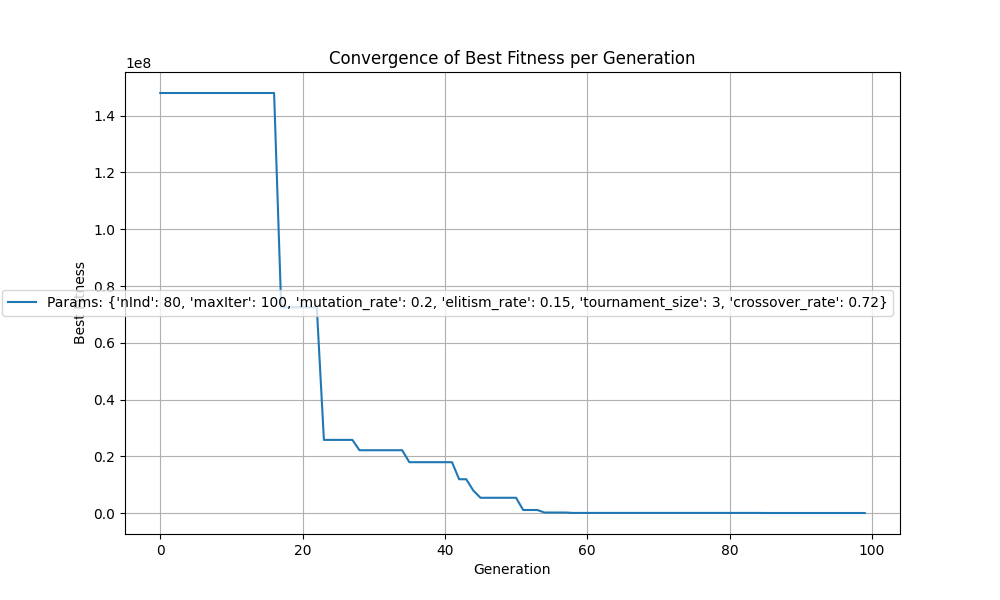 Convergence of Best Fitness per Generation
1e8
1.4
1.2
1.0
0.8
Params: {'nInd': 80, 'maxIter': 100, 'mutation_rate': 0.2, 'elitism_rate': 0.15, 'tournament_size': 3, 'crossover_rate': 0.72}
Best Fitness
0.6
0.4
0.2
0.0
0 20 40 60 80 100
Generation